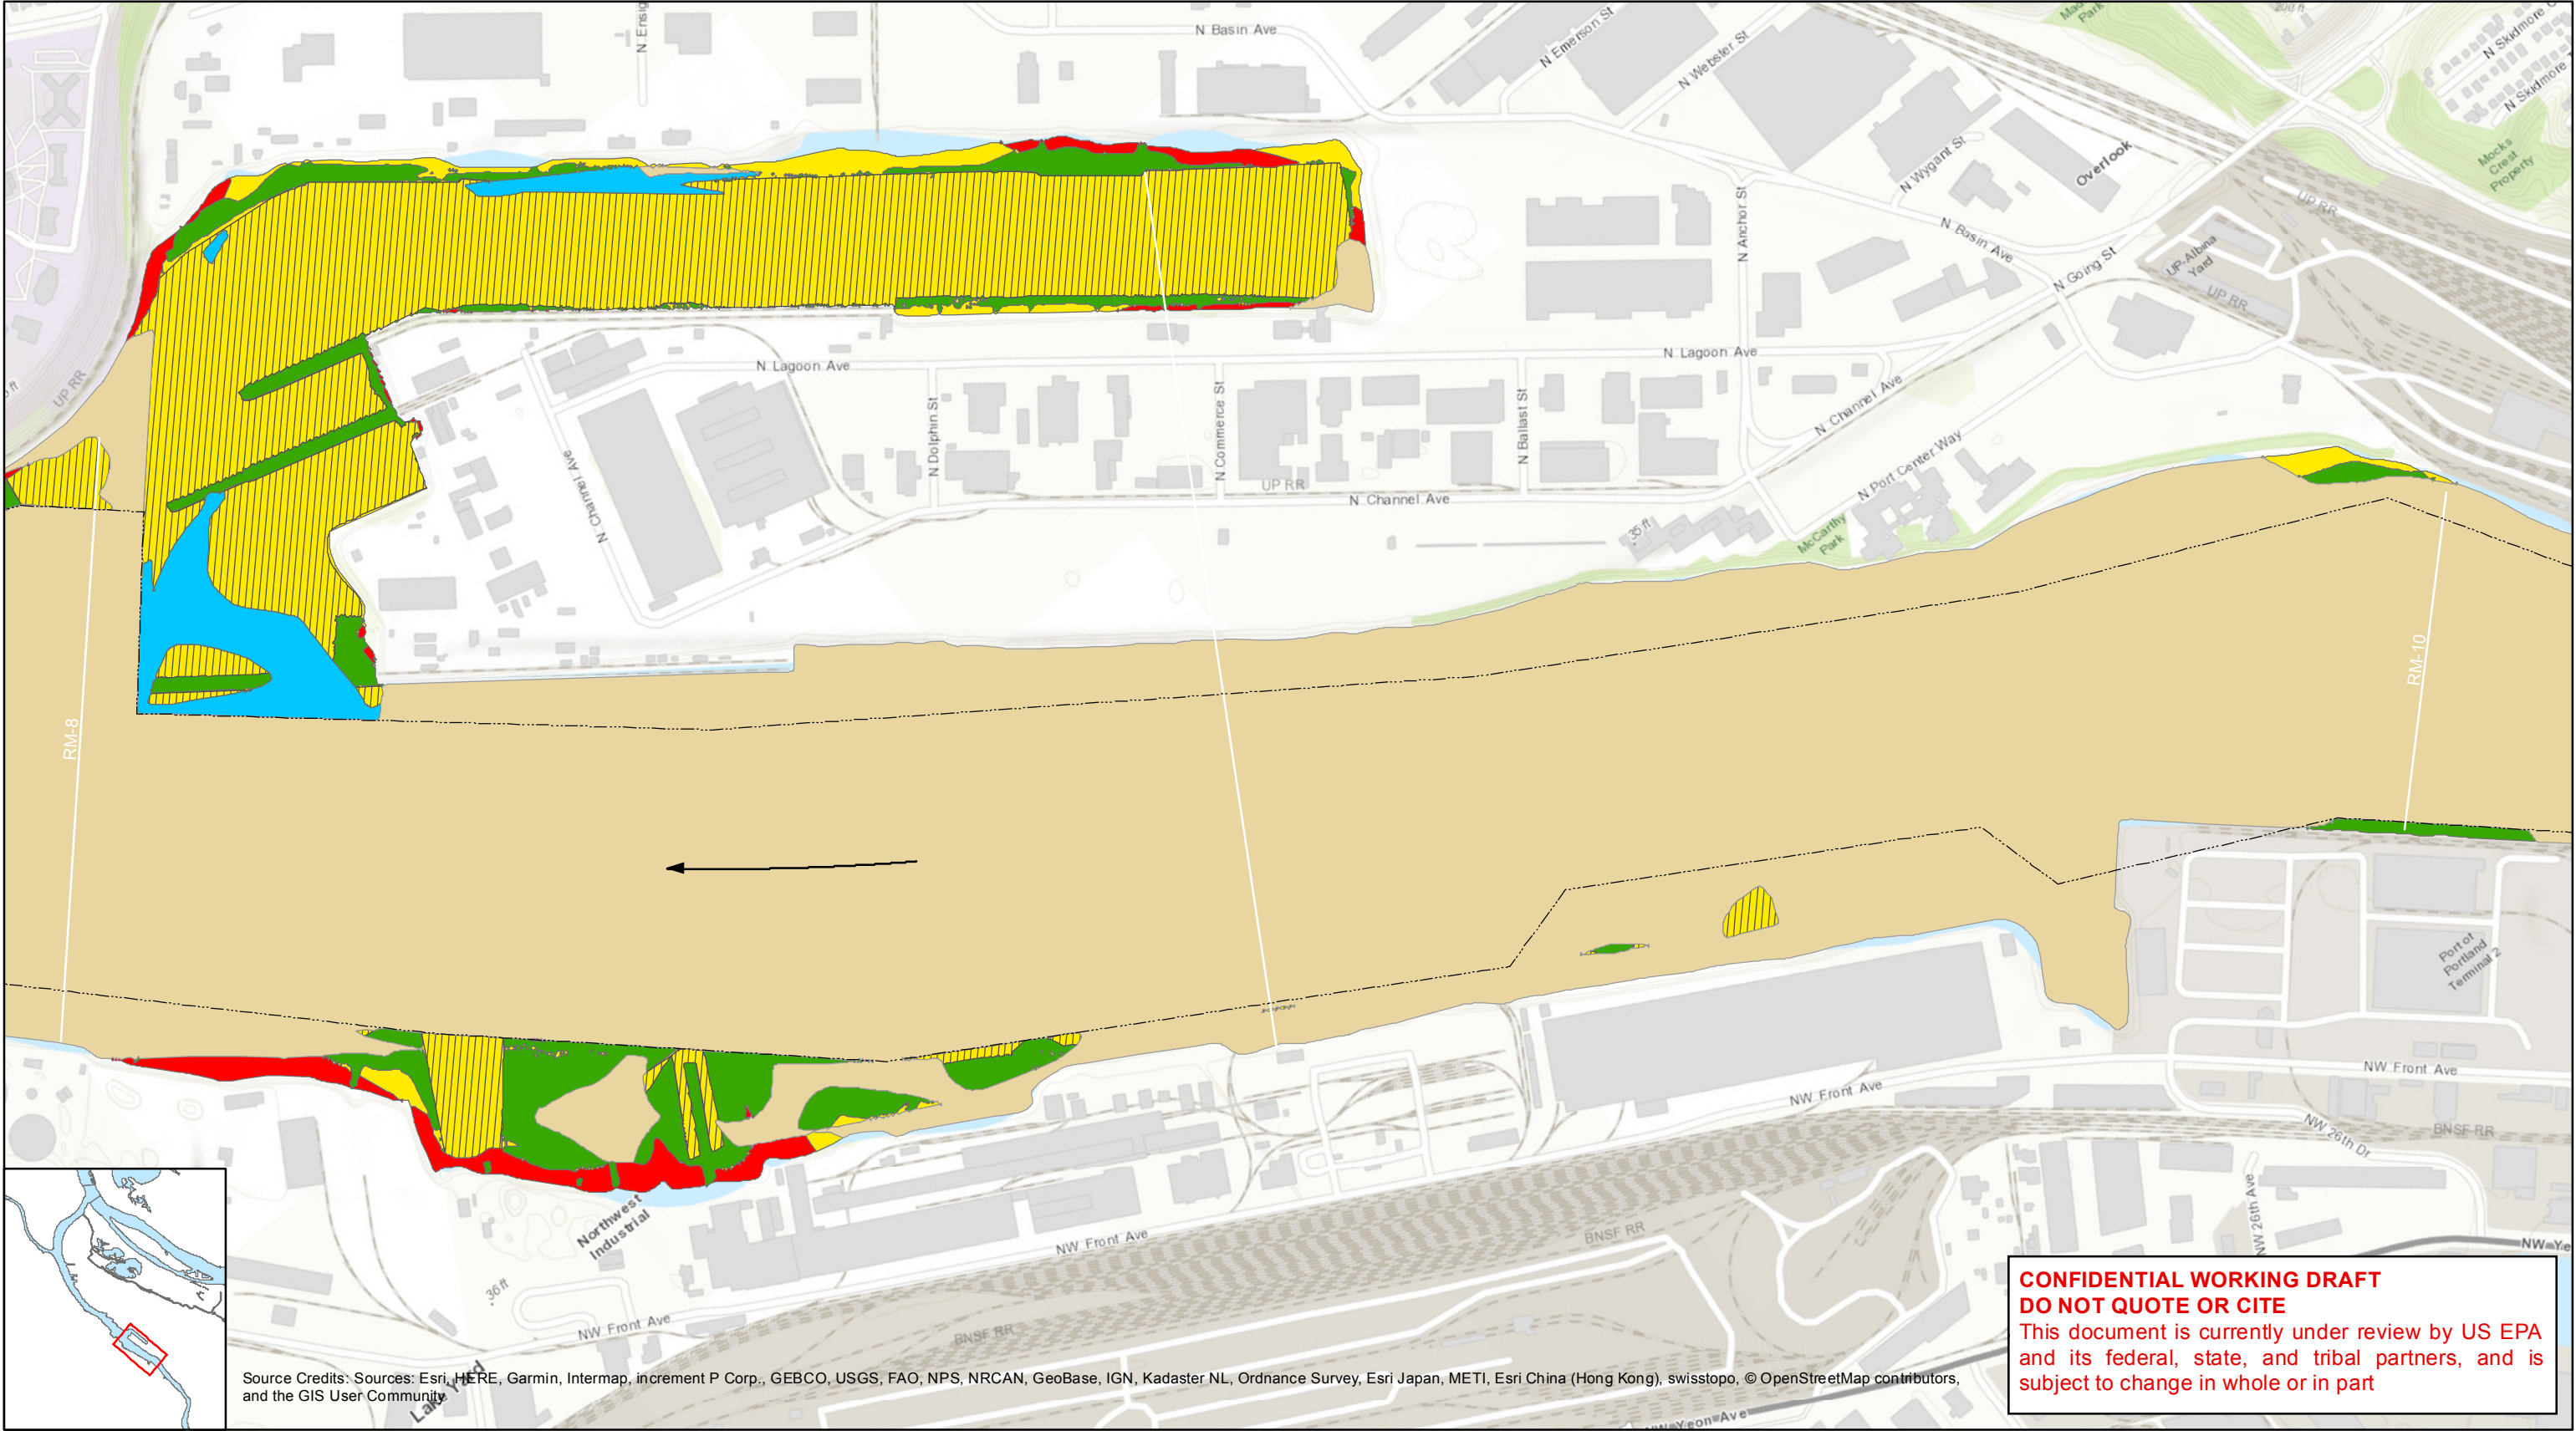 N Basin Ave
N Emerson St
N Webster St
N Skidmore
N Skidmore
N Wygant St
Overlook
Mocks
Crest
Property
UP RR
N Anchor St
N Basin Ave
N Going St
UP-Albina
Yard
UP RR
UP RR
N Lagoon Ave
N Lagoon Ave
N Dolphin St
N Commerce St
N Ballast St
N Channel Ave
N Channel Ave
UP RR
N Channel Ave
N Port Center Way
McCarthy
Park
35 ft
RM-8
RM-10
Port of
Portland
Terminal 2
NW Front Ave
NW Front Ave
NW 26th Dr
BNSF RR
NW 26th Ave
Northwest
Industrial
NW Front Ave
BNSF RR
36 ft
NW Front Ave
BNSF RR
NW Yeon Ave
Lake Yard
Source Credits: Sources: Esri, HERE, Garmin, Intermap, increment P Corp., GEBCO, USGS, FAO, NPS, NRCAN, GeoBase, IGN, Kadaster NL, Ordnance Survey, Esri Japan, METI, Esri China (Hong Kong), swisstopo, © OpenStreetMap contributors,
and the GIS User Community
CONFIDENTIAL WORKING DRAFT
DO NOT QUOTE OR CITE
This document is currently under review by US EPA
and its federal, state, and tribal partners, and is
subject to change in whole or in part